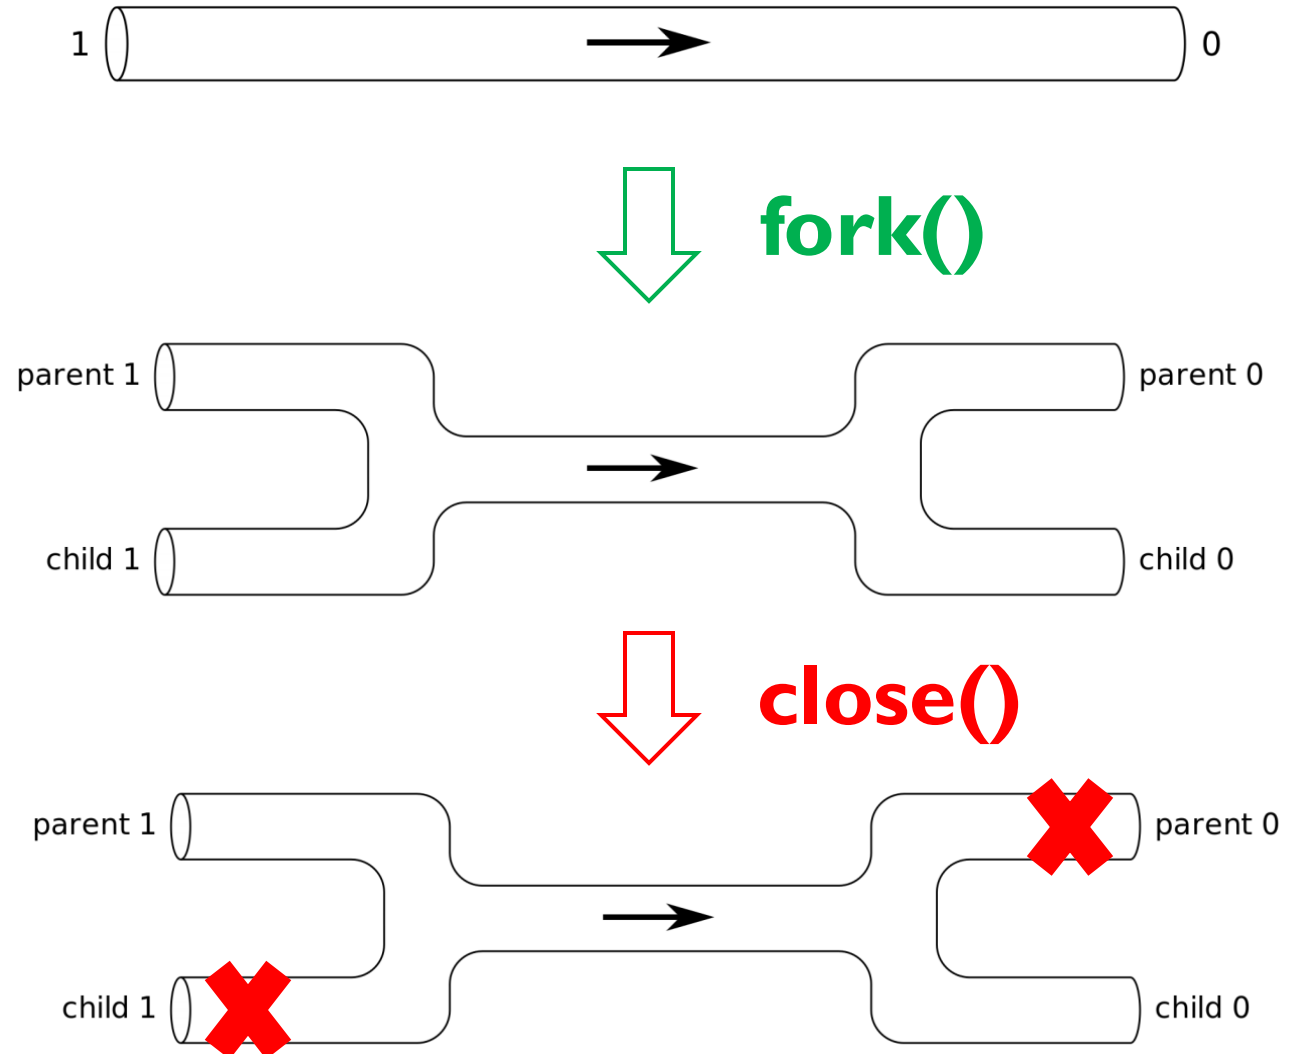 1 0
fork()
parent 1 parent 0
child 1 child 0
close()
parent 1 parent 0
child 1 child 0